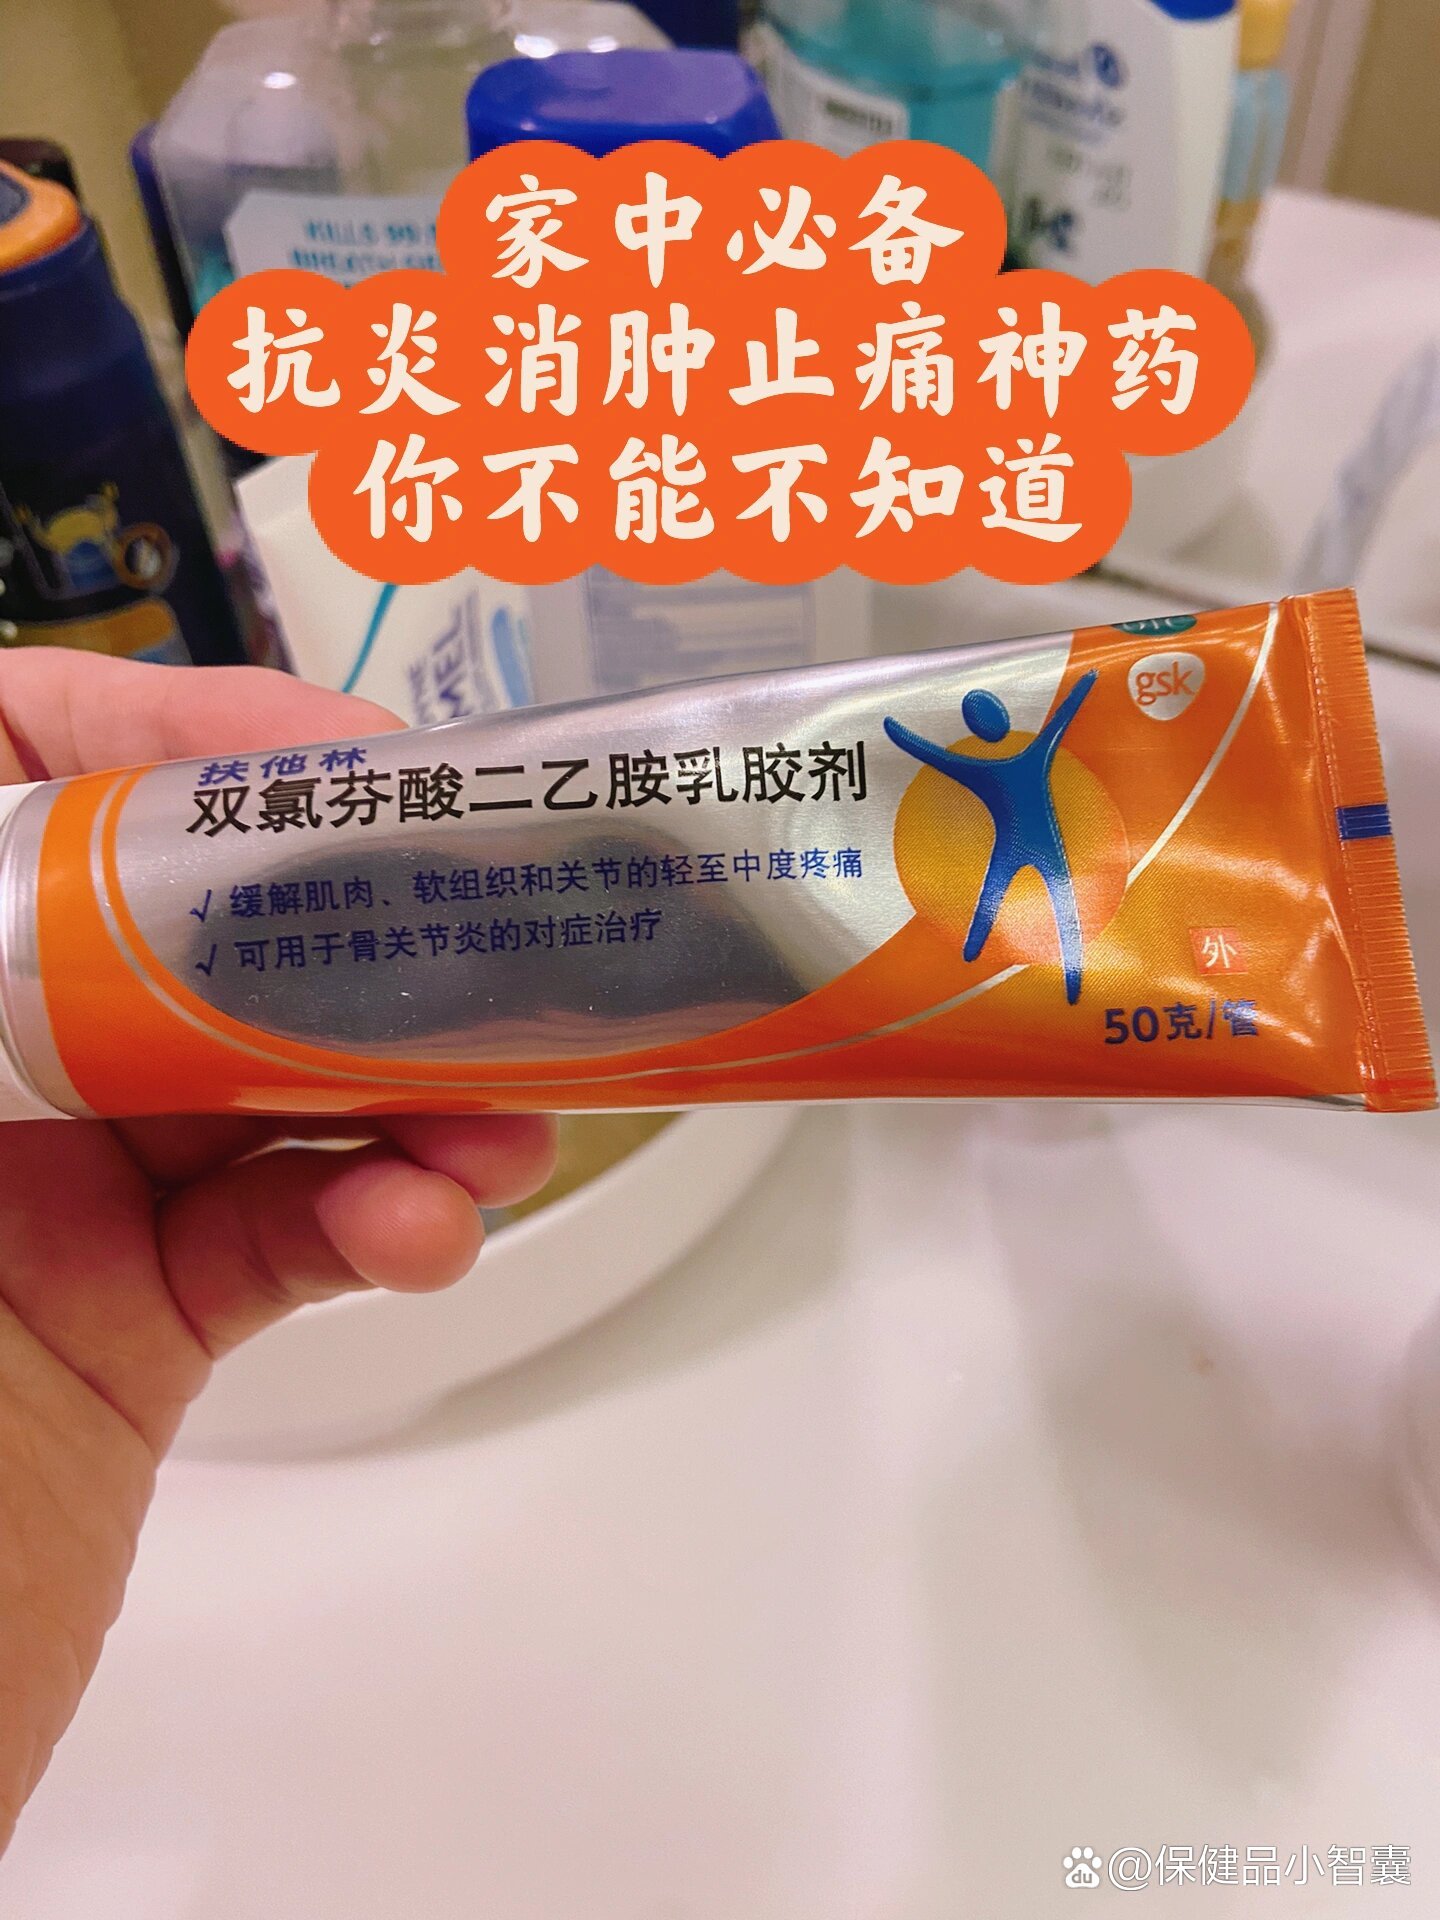 家中必备
抗炎消肿止痛神药
你不能不知道
KILLS 99
gsk
扶他林
双氯芬酸二乙胺乳胶剂
√ 缓解肌肉、软组织和关节的轻至中度疼痛
√ 可用于骨关节炎的对症治疗
外
50克/管
du
@保健品小智囊